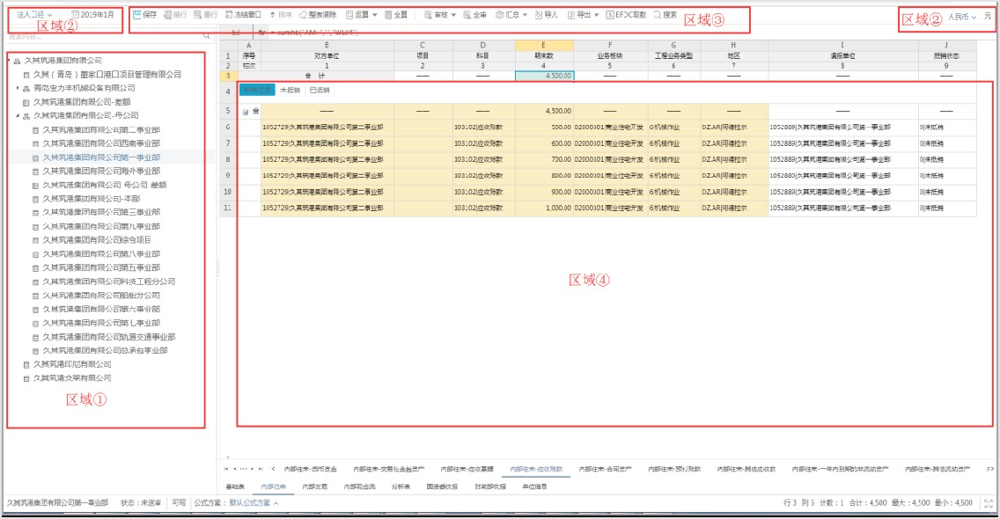 法人口径 2019年1月
区域②
搜索内容...
保存 插行 删行 冻结窗口 排序 整表清除 运算 全算 审核 全审 汇总 导入 导出 EFDC取数 搜索
区域③
区域② 人民币 元
久其筑港集团有限公司
久其（青岛）董家口港口项目管理有限公司
青岛宝力丰机械设备有限公司
久其筑港集团有限公司-差额
久其筑港集团有限公司-母公司
久其筑港集团有限公司第二事业部
久其筑港集团有限公司西南事业部
久其筑港集团有限公司第一事业部
久其筑港集团有限公司海外事业部
久其筑港集团有限公司 母公司 差额
久其筑港集团有限公司-本部
久其筑港集团有限公司第三事业部
久其筑港集团有限公司第九事业部
久其筑港集团有限公司综合项目
久其筑港集团有限公司第八事业部
久其筑港集团有限公司第五事业部
久其筑港集团有限公司科技工程分公司
久其筑港集团有限公司船舶分公司
久其筑港集团有限公司第六事业部
久其筑港集团有限公司第七事业部
久其筑港集团有限公司轨道交通事业部
久其筑港集团有限公司总承包事业部
久其筑港印尼有限公司
久其筑港文莱有限公司
区域①
A B C D E F G H I J
1 序号 对方单位 项目 科目 期末数 业务板块 工程业务类型 地区 填报单位 抵销状态
2 栏次 1 2 3 4 5 6 7 8 9
3 合 计 —— —— 4,500.00 —— —— —— —— ——
4 未抵销 已抵销
5 合 —— —— —— 4,500.00 —— —— —— —— ——
6 1052729|久其筑港集团有限公司第二事业部 103102|应收账款 500.00 02000301|商业住宅开发 6|机械作业 DZ.AR|阿德拉尔 1052889|久其筑港集团有限公司第一事业部 0|未抵销
7 1052729|久其筑港集团有限公司第二事业部 103102|应收账款 600.00 02000301|商业住宅开发 6|机械作业 DZ.AR|阿德拉尔 1052889|久其筑港集团有限公司第一事业部 0|未抵销
8 1052729|久其筑港集团有限公司第二事业部 103102|应收账款 700.00 02000301|商业住宅开发 6|机械作业 DZ.AR|阿德拉尔 1052889|久其筑港集团有限公司第一事业部 0|未抵销
9 1052729|久其筑港集团有限公司第二事业部 103102|应收账款 800.00 02000301|商业住宅开发 6|机械作业 DZ.AR|阿德拉尔 1052889|久其筑港集团有限公司第一事业部 0|未抵销
10 1052729|久其筑港集团有限公司第二事业部 103102|应收账款 900.00 02000301|商业住宅开发 6|机械作业 DZ.AR|阿德拉尔 1052889|久其筑港集团有限公司第一事业部 0|未抵销
11 1052729|久其筑港集团有限公司第二事业部 103102|应收账款 1,000.00 02000301|商业住宅开发 6|机械作业 DZ.AR|阿德拉尔 1052889|久其筑港集团有限公司第一事业部 0|未抵销
区域④
内部往来-货币资金 内部往来-交易性金融资产 内部往来-应收票据 内部往来-应收账款 内部往来-合同资产 内部往来-预付账款 内部往来-其他应收款 内部往来-一年内到期的非流动资产 内部往来-其他流动资产
基础表 内部往来 内部交易 内部现金流 分析表 国资委快报 财政部快报 单位信息
久其筑港集团有限公司第一事业部 状态：未送审 可写 公式方案：默认公式方案 行 3 列 5 计数：1 合计：4,500 最大：4,500 最小：4,500